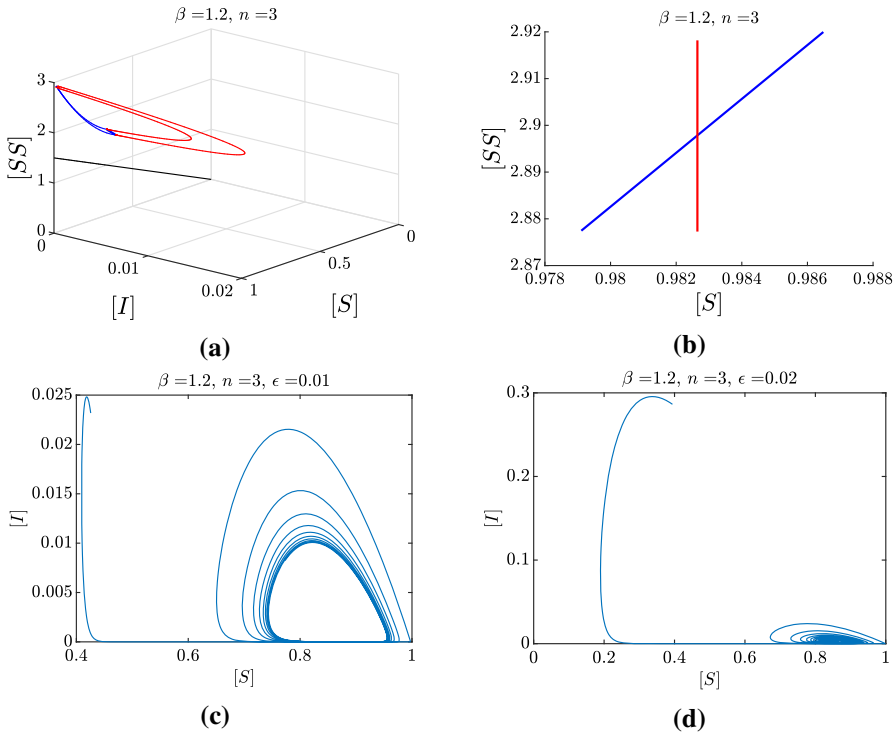 β =1.2, n =3
3
2
1
0
[SS]
0
0.01
0.02
[I]
0
0.5
1
[S]
(a)
β =1.2, n =3
2.92
2.91
2.9
2.89
2.88
2.87
[SS]
0.978
0.98
0.982
0.984
0.986
0.988
[S]
(b)
β =1.2, n =3, ϵ =0.01
0.025
0.02
0.015
0.01
0.005
0
[I]
0.4
0.6
0.8
1
[S]
(c)
β =1.2, n =3, ϵ =0.02
0.3
0.2
0.1
0
[I]
0
0.2
0.4
0.6
0.8
1
[S]
(d)